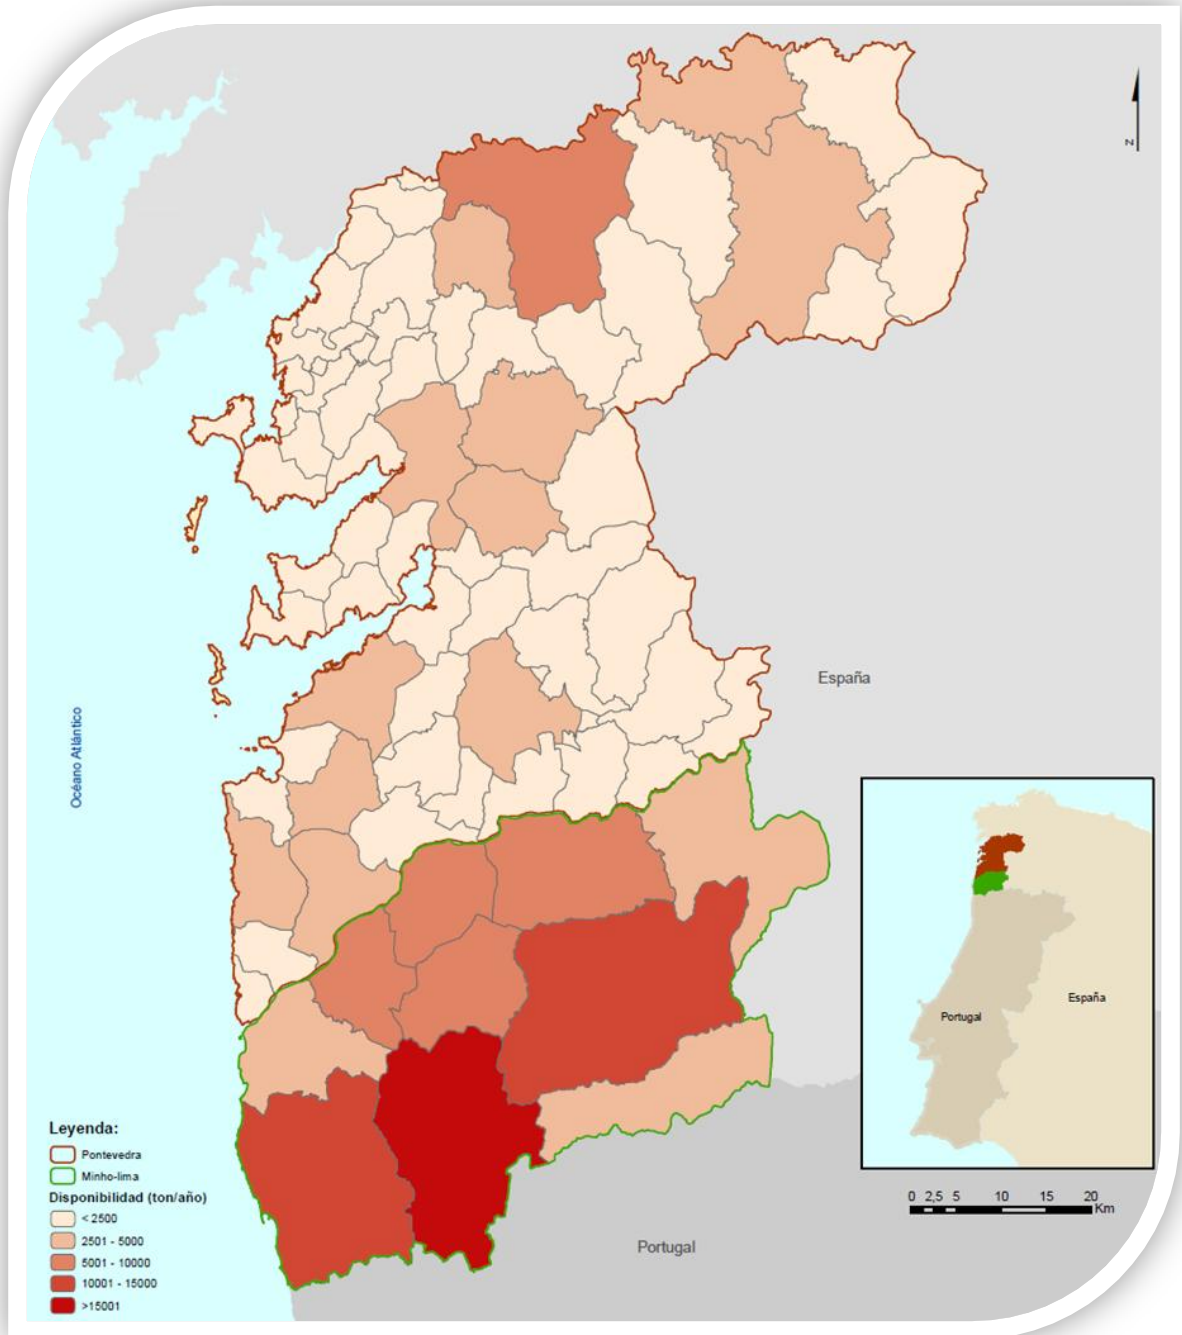 N
España
Océano Atlántico
España
Portugal
Leyenda:
Pontevedra
Minho-lima
Disponibilidad (ton/año)
< 2500
2501 - 5000
5001 - 10000
10001 - 15000
>15001
0 2,5 5 10 15 20
Km
Portugal